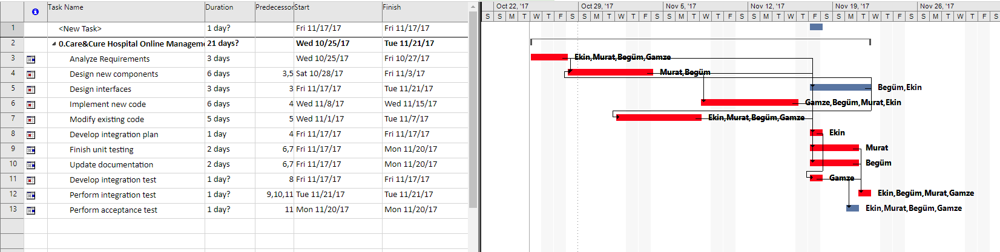 Task Name Duration Predecessor Start Finish
Oct 22, '17 Oct 29, '17 Nov 5, '17 Nov 12, '17 Nov 19, '17 Nov 26, '17
S S M T W T F S S M T W T F S S M T W T F S S M T W T F S S M T W T F S S M T W T F S
1 <New Task> 1 day? Fri 11/17/17 Fri 11/17/17
2 0.Care&Cure Hospital Online Managem 21 days? Wed 10/25/17 Tue 11/21/17
3 Analyze Requirements 3 days Wed 10/25/17 Fri 10/27/17 Ekin,Murat,Begüm,Gamze
4 Design new components 6 days 3,5 Sat 10/28/17 Fri 11/3/17 Murat,Begüm
5 Design interfaces 3 days 3 Fri 11/17/17 Tue 11/21/17 Begüm,Ekin
6 Implement new code 6 days 4 Wed 11/8/17 Wed 11/15/17 Gamze,Begüm,Murat,Ekin
7 Modify existing code 5 days 5 Wed 11/1/17 Tue 11/7/17 Ekin,Murat,Begüm,Gamze
8 Develop integration plan 1 day 4 Fri 11/17/17 Fri 11/17/17 Ekin
9 Finish unit testing 2 days 6,7 Fri 11/17/17 Mon 11/20/17 Murat
10 Update documentation 2 days 6,7 Fri 11/17/17 Mon 11/20/17 Begüm
11 Develop integration test 1 day? 8 Fri 11/17/17 Fri 11/17/17 Gamze
12 Perform integration test 1 day? 9,10,11 Tue 11/21/17 Tue 11/21/17 Ekin,Begüm,Murat,Gamze
13 Perform acceptance test 1 day? 11 Mon 11/20/17 Mon 11/20/17 Ekin,Murat,Begüm,Gamze